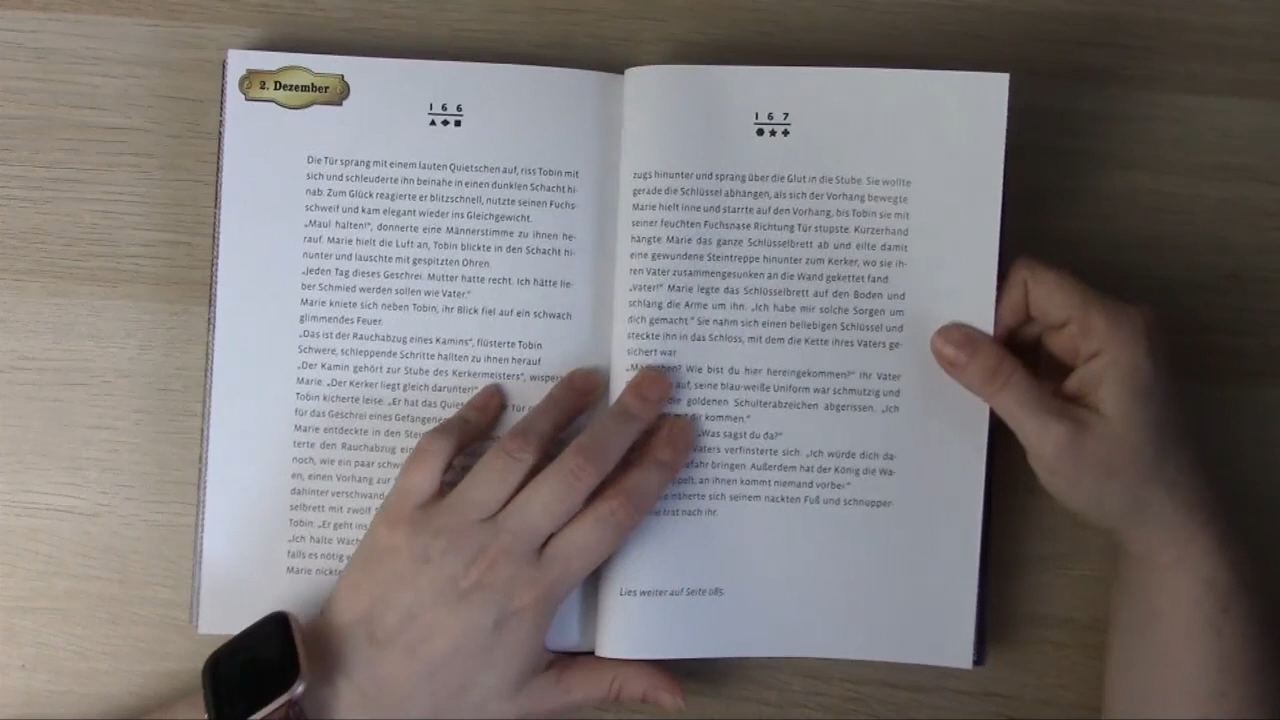 2. Dezember
166
Die Tür sprang mit einem lauten Quietschen auf, riss Tobin mit
sich und schleuderte ihn beinahe in einen dunklen Schacht hi-
nab. Zum Glück reagierte er blitzschnell, nutzte seinen Fuchs-
schweif und kam elegant wieder ins Gleichgewicht.
„Maul halten!“, donnerte eine Männerstimme zu ihnen he-
rauf. Marie hielt die Luft an, Tobin blickte in den Schacht hi-
nunter und lauschte mit gespitzten Ohren.
„Jeden Tag dieses Geschrei. Mutter hatte recht. Ich hätte lie-
ber Schmied werden sollen wie Vater.“
Marie kniete sich neben Tobin, ihr Blick fiel auf ein schwach
glimmendes Feuer.
„Das ist der Rauchabzug eines Kamins“, flüsterte Tobin
Schwere, schleppende Schritte hallten zu ihnen herauf
„Der Kamin gehört zur Stube des Kerkermeisters“,
Marie. „Der Kerker liegt gleich darunter!“
Tobin kicherte leise. „Er hat das
für das Geschrei eines Gefangenen
Marie entdeckte in den
terte den Rauchabzug
noch, wie ein paar
en, einen Vorhang zur
dahinter verschwand
selbrett mit zwölf
Tobin. „Er geht ins
„Ich halte Wach
falls es nötig
Marie nickte
167
zugs hinunter und sprang über die Glut in die Stube. Sie wollte
gerade die Schlüssel abhängen, als sich der Vorhang bewegte
Marie hielt inne und starrte auf den Vorhang, bis Tobin sie mit
seiner feuchten Fuchsnase Richtung Tür stupste. Kurzerhand
hängte Marie das ganze Schlüsselbrett ab und eilte damit
eine gewundene Steintreppe hinunter zum Kerker, wo sie ih-
ren Vater zusammengesunken an die Wand gekettet fand.
„Vater!“ Marie legte das Schlüsselbrett auf den Boden und
schlang die Arme um ihn. „Ich habe mir solche Sorgen um
dich gemacht.“ Sie nahm sich einen beliebigen Schlüssel und
steckte ihn in das Schloss, mit dem die Kette ihres Vaters ge-
sichert war
Wie bist du hier hereingekommen?“ Ihr Vater
auf, seine blau-weiße Uniform war schmutzig und
die goldenen Schulterabzeichen abgerissen. „Ich
dir kommen.“
„Was sagst du da?“
verfinsterte sich. „Ich würde dich da-
bringen. Außerdem hat der König die Wa-
an ihnen kommt niemand vorbei.“
näherte sich seinem nackten Fuß und schnupper-
trat nach ihr.
Lies weiter auf Seite 085.